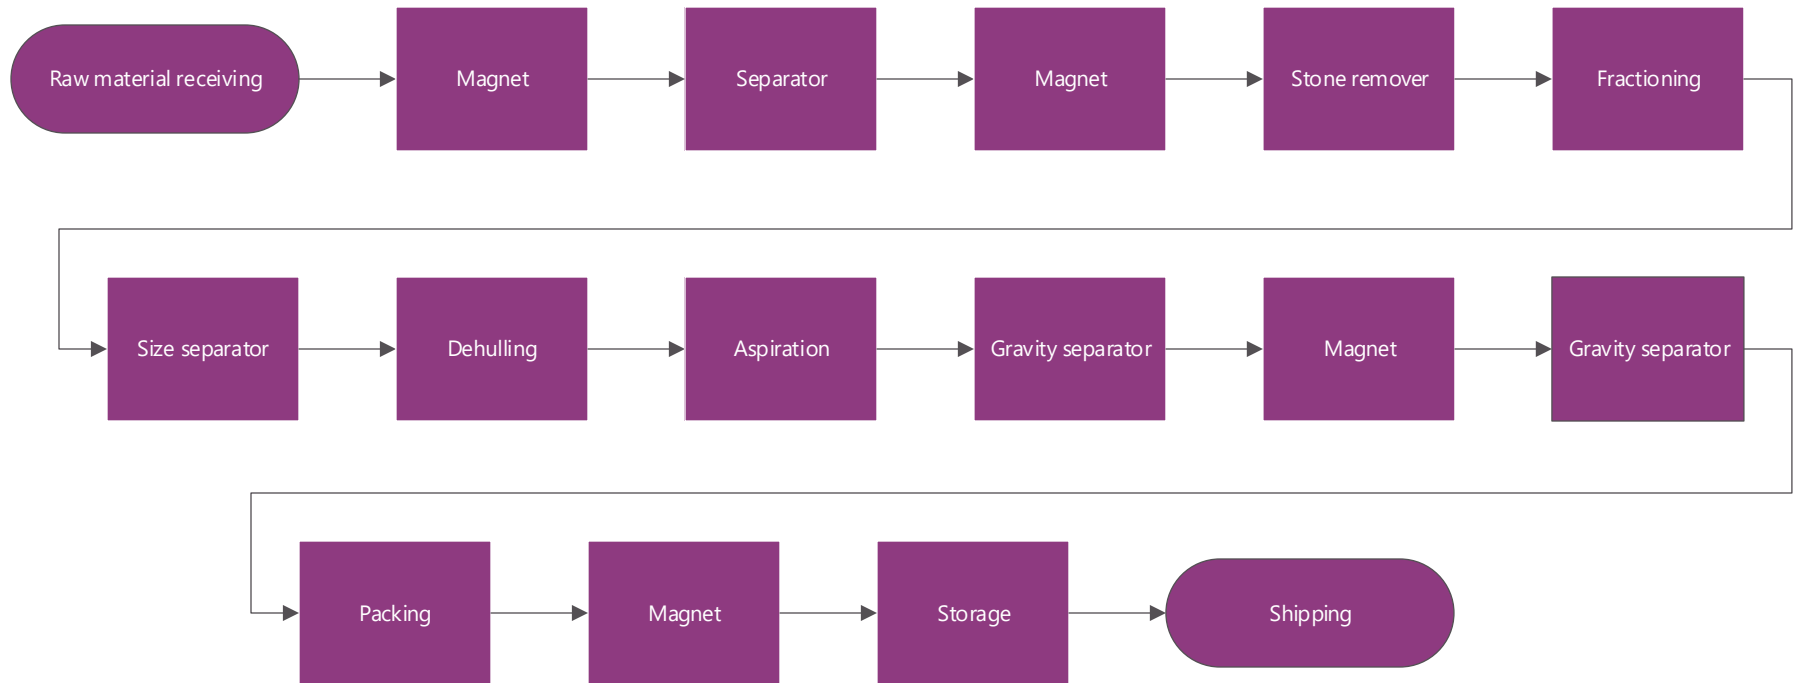 Raw material receiving
Magnet
Separator
Magnet
Stone remover
Fractioning
Size separator
Dehulling
Aspiration
Gravity separator
Magnet
Gravity separator
Packing
Magnet
Storage
Shipping